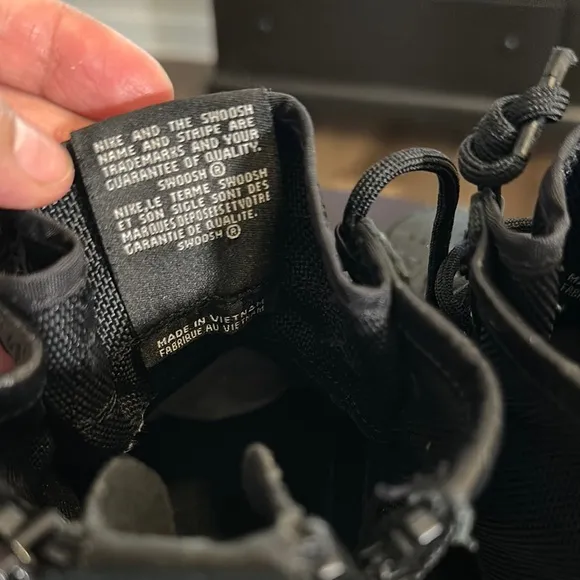 NIKE AND THE SWOOSH
NAME AND STRIPE ARE
TRADEMARKS AND YOUR
GUARANTEE OF QUALITY.
SWOOSH ®
NIKE,LE TERME SWOOSH
ET SON SIGLE SONT DES
MARQUES DEPOSEES ET VOTRE
GARANTIE DE QUALITE.
SWOOSH ®
MADE IN VIETNAM
FABRIQUE AU VIETNAM